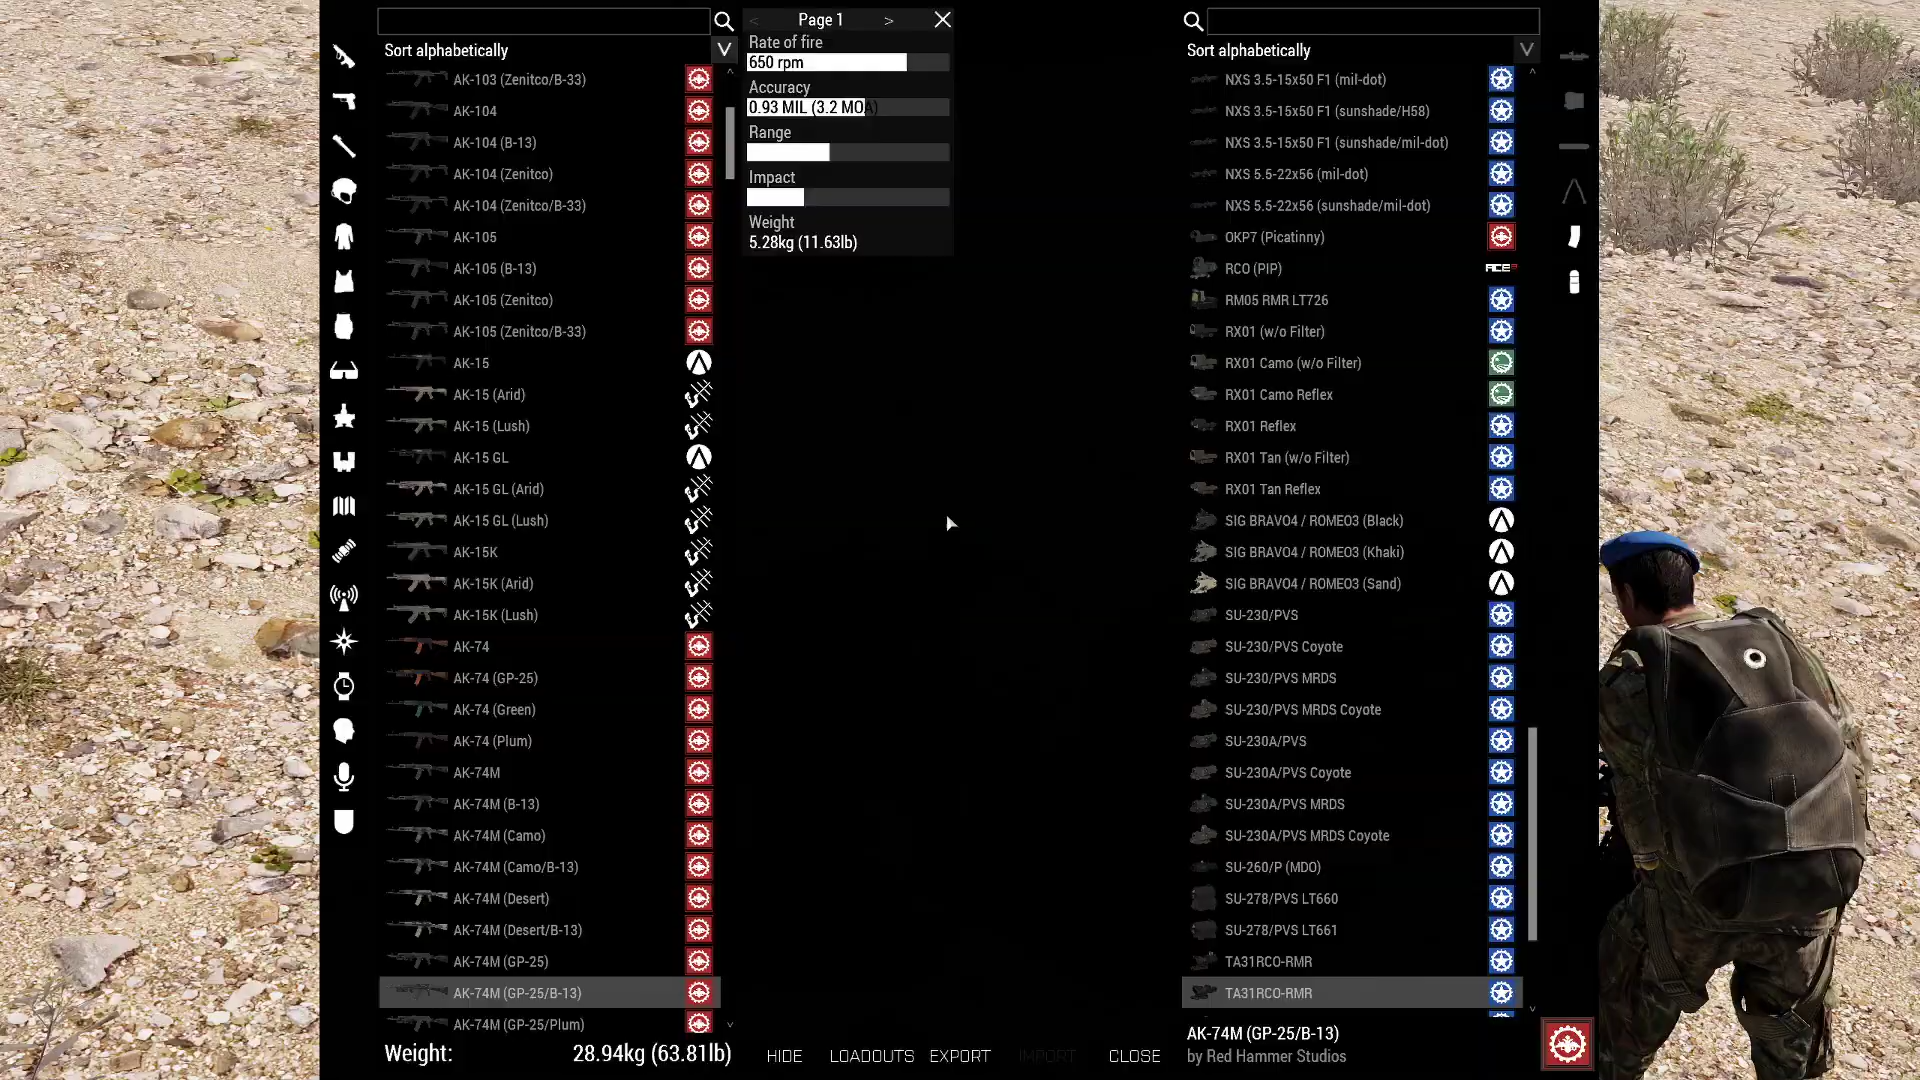 Sort alphabetically
AK-103 (Zenitco/B-33)
AK-104
AK-104 (B-13)
AK-104 (Zenitco)
AK-104 (Zenitco/B-33)
AK-105
AK-105 (B-13)
AK-105 (Zenitco)
AK-105 (Zenitco/B-33)
AK-15
AK-15 (Arid)
AK-15 (Lush)
AK-15 GL
AK-15 GL (Arid)
AK-15 GL (Lush)
AK-15K
AK-15K (Arid)
AK-15K (Lush)
AK-74
AK-74 (GP-25)
AK-74 (Green)
AK-74 (Plum)
AK-74M
AK-74M (B-13)
AK-74M (Camo)
AK-74M (Camo/B-13)
AK-74M (Desert)
AK-74M (Desert/B-13)
AK-74M (GP-25)
AK-74M (GP-25/B-13)
AK-74M (GP-25/Plum)
Weight: 28.94kg (63.81lb)
< Page 1 >
Rate of fire
650 rpm
Accuracy
0.93 MIL (3.2 MOA)
Range
Impact
Weight
5.28kg (11.63lb)
HIDE LOADOUTS EXPORT IMPORT CLOSE
Sort alphabetically
NXS 3.5-15x50 F1 (mil-dot)
NXS 3.5-15x50 F1 (sunshade/H58)
NXS 3.5-15x50 F1 (sunshade/mil-dot)
NXS 5.5-22x56 (mil-dot)
NXS 5.5-22x56 (sunshade/mil-dot)
OKP7 (Picatinny)
RCO (PIP)
ACE3
RM05 RMR LT726
RX01 (w/o Filter)
RX01 Camo (w/o Filter)
RX01 Camo Reflex
RX01 Reflex
RX01 Tan (w/o Filter)
RX01 Tan Reflex
SIG BRAVO4 / ROMEO3 (Black)
SIG BRAVO4 / ROMEO3 (Khaki)
SIG BRAVO4 / ROMEO3 (Sand)
SU-230/PVS
SU-230/PVS Coyote
SU-230/PVS MRDS
SU-230/PVS MRDS Coyote
SU-230A/PVS
SU-230A/PVS Coyote
SU-230A/PVS MRDS
SU-230A/PVS MRDS Coyote
SU-260/P (MDO)
SU-278/PVS LT660
SU-278/PVS LT661
TA31RCO-RMR
TA31RCO-RMR
AK-74M (GP-25/B-13)
by Red Hammer Studios